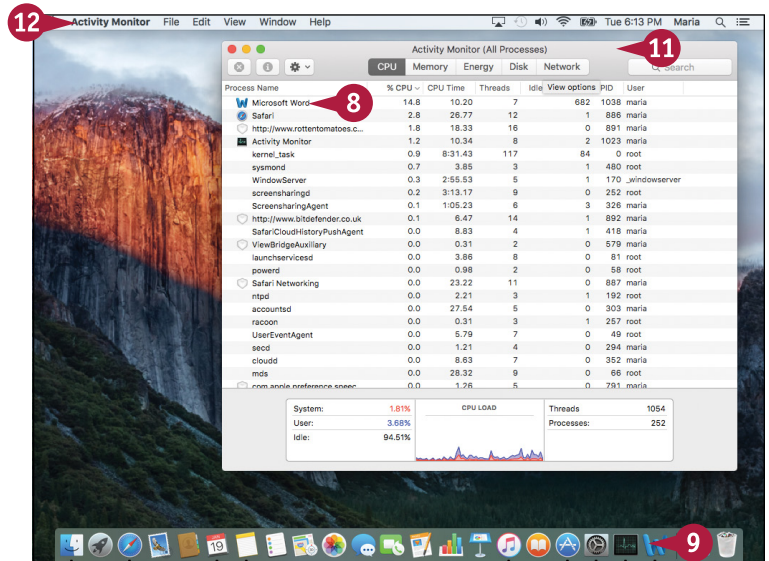 12 Activity Monitor File Edit View Window Help Tue 6:13 PM Maria
Activity Monitor (All Processes) 11
CPU Memory Energy Disk Network Search
Process Name % CPU CPU Time Threads Idle View options PID User
Microsoft Word 8 14.8 10.20 7 682 1038 maria
Safari 2.8 26.77 12 1 886 maria
http://www.rottentomatoes.c... 1.8 18.33 16 0 891 maria
Activity Monitor 1.2 10.34 8 2 1023 maria
kernel_task 0.9 8:31.43 117 84 0 root
sysmond 0.7 3.85 3 1 480 root
WindowServer 0.3 2:55.53 5 1 170 _windowserver
screensharingd 0.2 3:13.17 9 0 252 root
ScreensharingAgent 0.1 1:05.23 6 3 326 maria
http://www.bitdefender.co.uk 0.1 6.47 14 1 892 maria
SafariCloudHistoryPushAgent 0.0 8.83 4 1 418 maria
ViewBridgeAuxiliary 0.0 0.31 2 0 579 maria
launchservicesd 0.0 3.86 8 0 81 root
powerd 0.0 0.98 2 0 58 root
Safari Networking 0.0 23.22 11 0 887 maria
ntpd 0.0 2.21 3 1 192 root
accountsd 0.0 27.54 5 0 303 maria
racoon 0.0 0.31 3 1 257 root
UserEventAgent 0.0 5.79 7 0 49 root
secd 0.0 1.21 4 0 294 maria
cloudd 0.0 8.63 7 0 352 maria
mds 0.0 28.32 9 0 66 root
com.apple.preference.speec 0.0 1.26 5 0 791 maria
System: 1.81% CPU LOAD Threads 1054
User: 3.68% Processes: 252
Idle: 94.51%
19
9